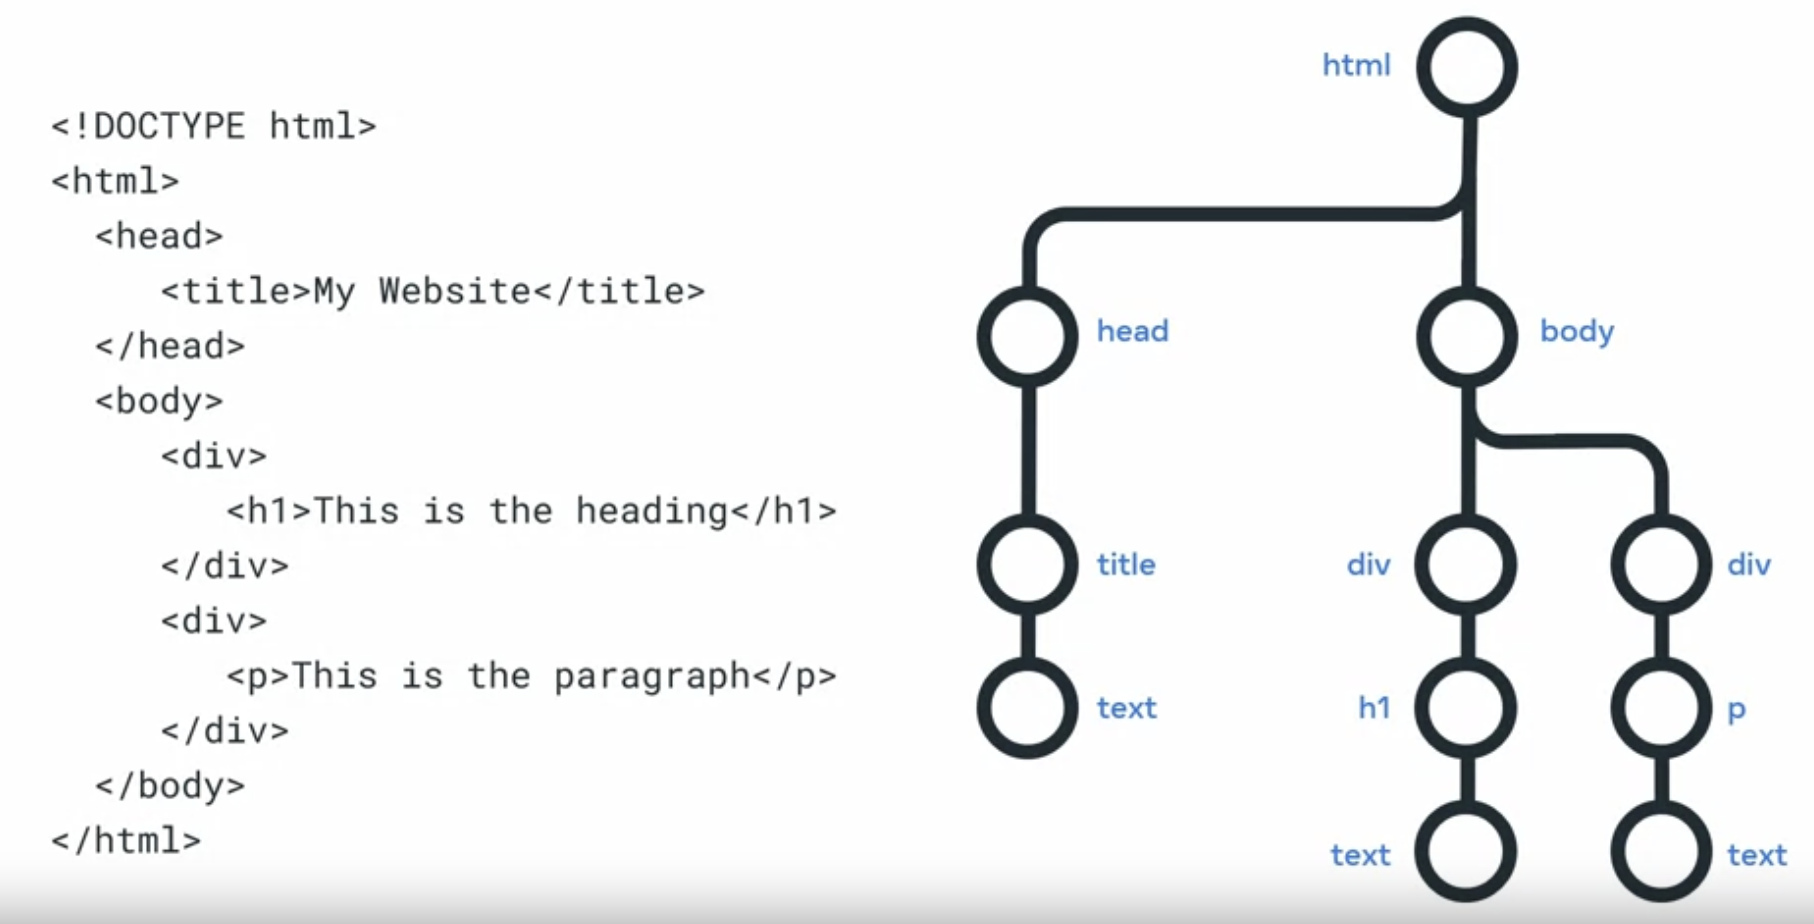 <!DOCTYPE html>
<html>
<head>
<title>My Website</title>
</head>
<body>
<div>
<h1>This is the heading</h1>
</div>
<div>
<p>This is the paragraph</p>
</div>
</body>
</html>
html
head
body
title
div
div
text
h1
p
text
text